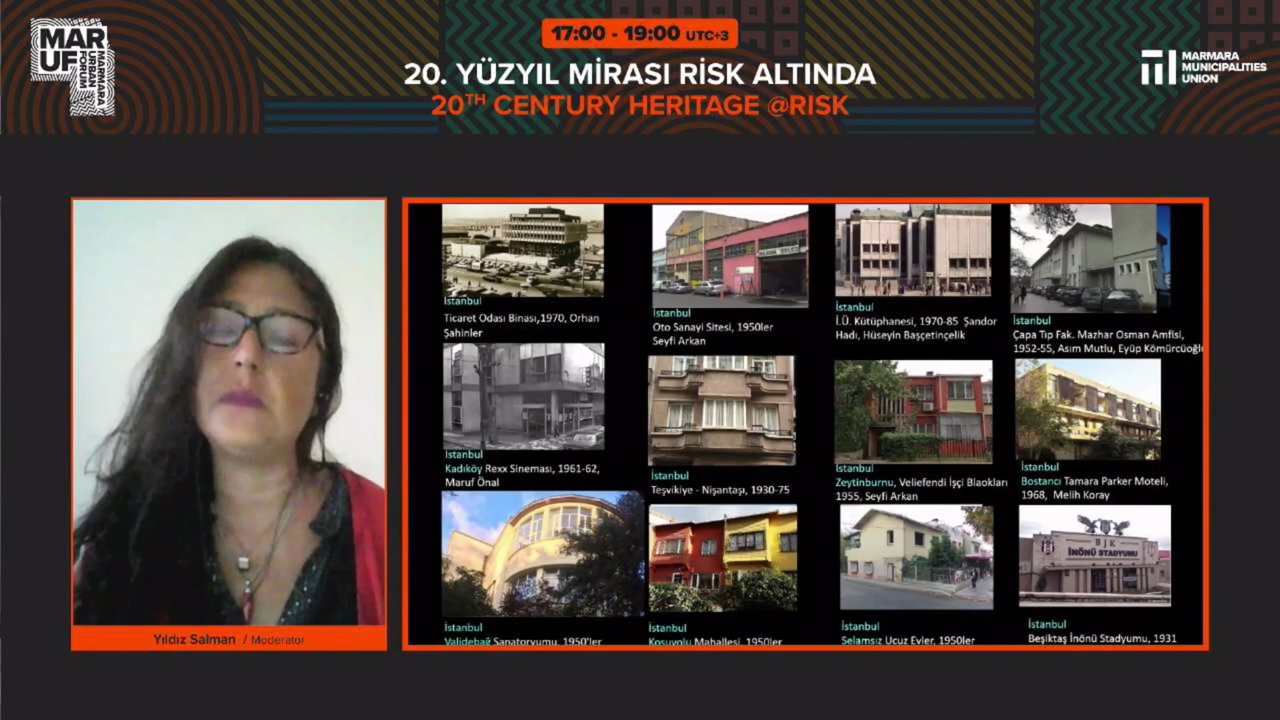 MAR
UF
MARMARA
URBAN
FORUM
17:00 - 19:00 UTC+3
20. YÜZYIL MİRASI RİSK ALTINDA
20TH CENTURY HERITAGE @RISK
MARMARA
MUNICIPALITIES
UNION
İstanbul
Ticaret Odası Binası,1970, Orhan
Şahinler
İstanbul
Oto Sanayi Sitesi, 1950ler
Seyfi Arkan
İstanbul
İ.Ü. Kütüphanesi, 1970-85 Şandor
Hadı, Hüseyin Başçetinçelik
İstanbul
Çapa Tıp Fak. Mazhar Osman Amfisi,
1952-55, Asım Mutlu, Eyüp Kömürcüoğlu
İstanbul
Kadıköy Rexx Sineması, 1961-62,
Maruf Önal
İstanbul
Teşvikiye - Nişantaşı, 1930-75
İstanbul
Zeytinburnu, Veliefendi İşçi Blaokları
1955, Seyfi Arkan
İstanbul
Bostancı Tamara Parker Moteli,
1968, Melih Koray
BJK
İNÖNÜ STADYUMU
İstanbul
Validebağ Sanatoryumu, 1950'ler
İstanbul
Koşuyolu Mahallesi, 1950ler
İstanbul
Selamsız Ucuz Evler, 1950ler
İstanbul
Beşiktaş İnönü Stadyumu, 1931
Yıldız Salman / Moderator